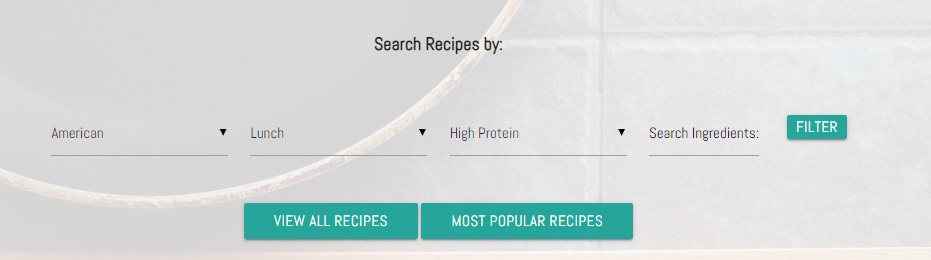 Search Recipes by:
American Lunch High Protein Search Ingredients: FILTER
VIEW ALL RECIPES MOST POPULAR RECIPES